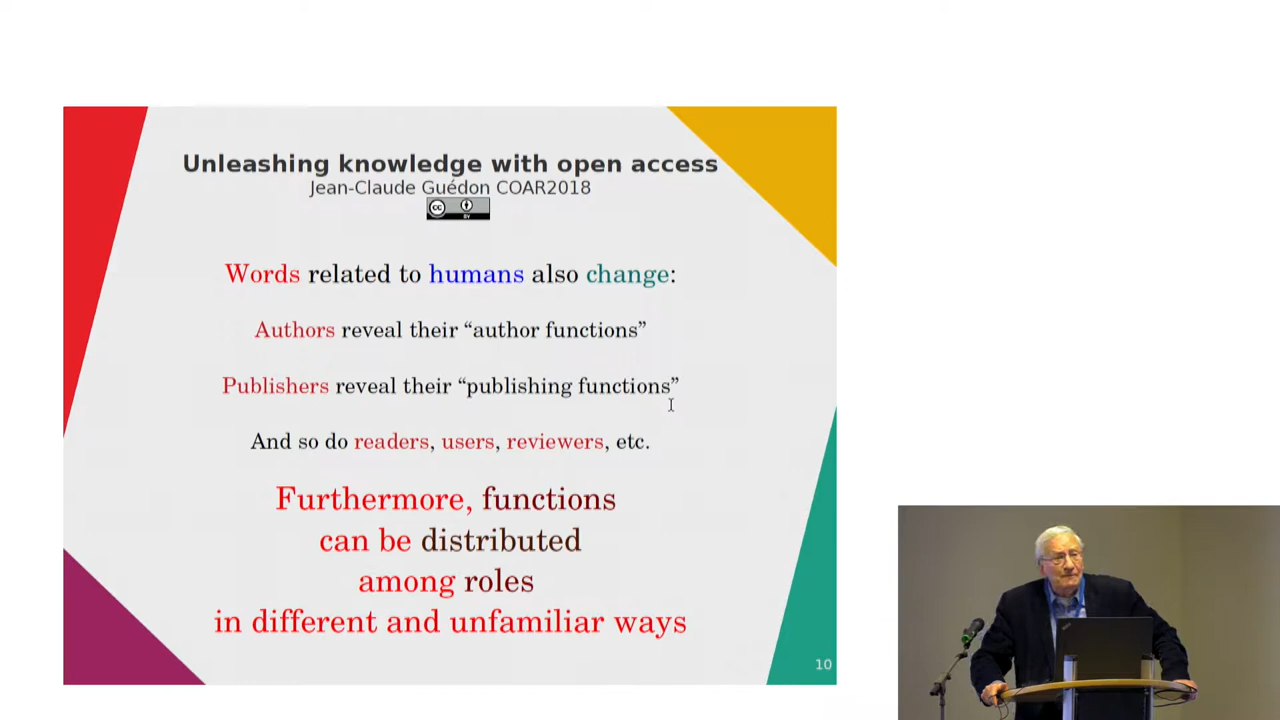 Unleashing knowledge with open access
Jean-Claude Guédon COAR2018
cc BY
Words related to humans also change:
Authors reveal their “author functions”
Publishers reveal their “publishing functions”
And so do readers, users, reviewers, etc.
Furthermore, functions
can be distributed
among roles
in different and unfamiliar ways
10